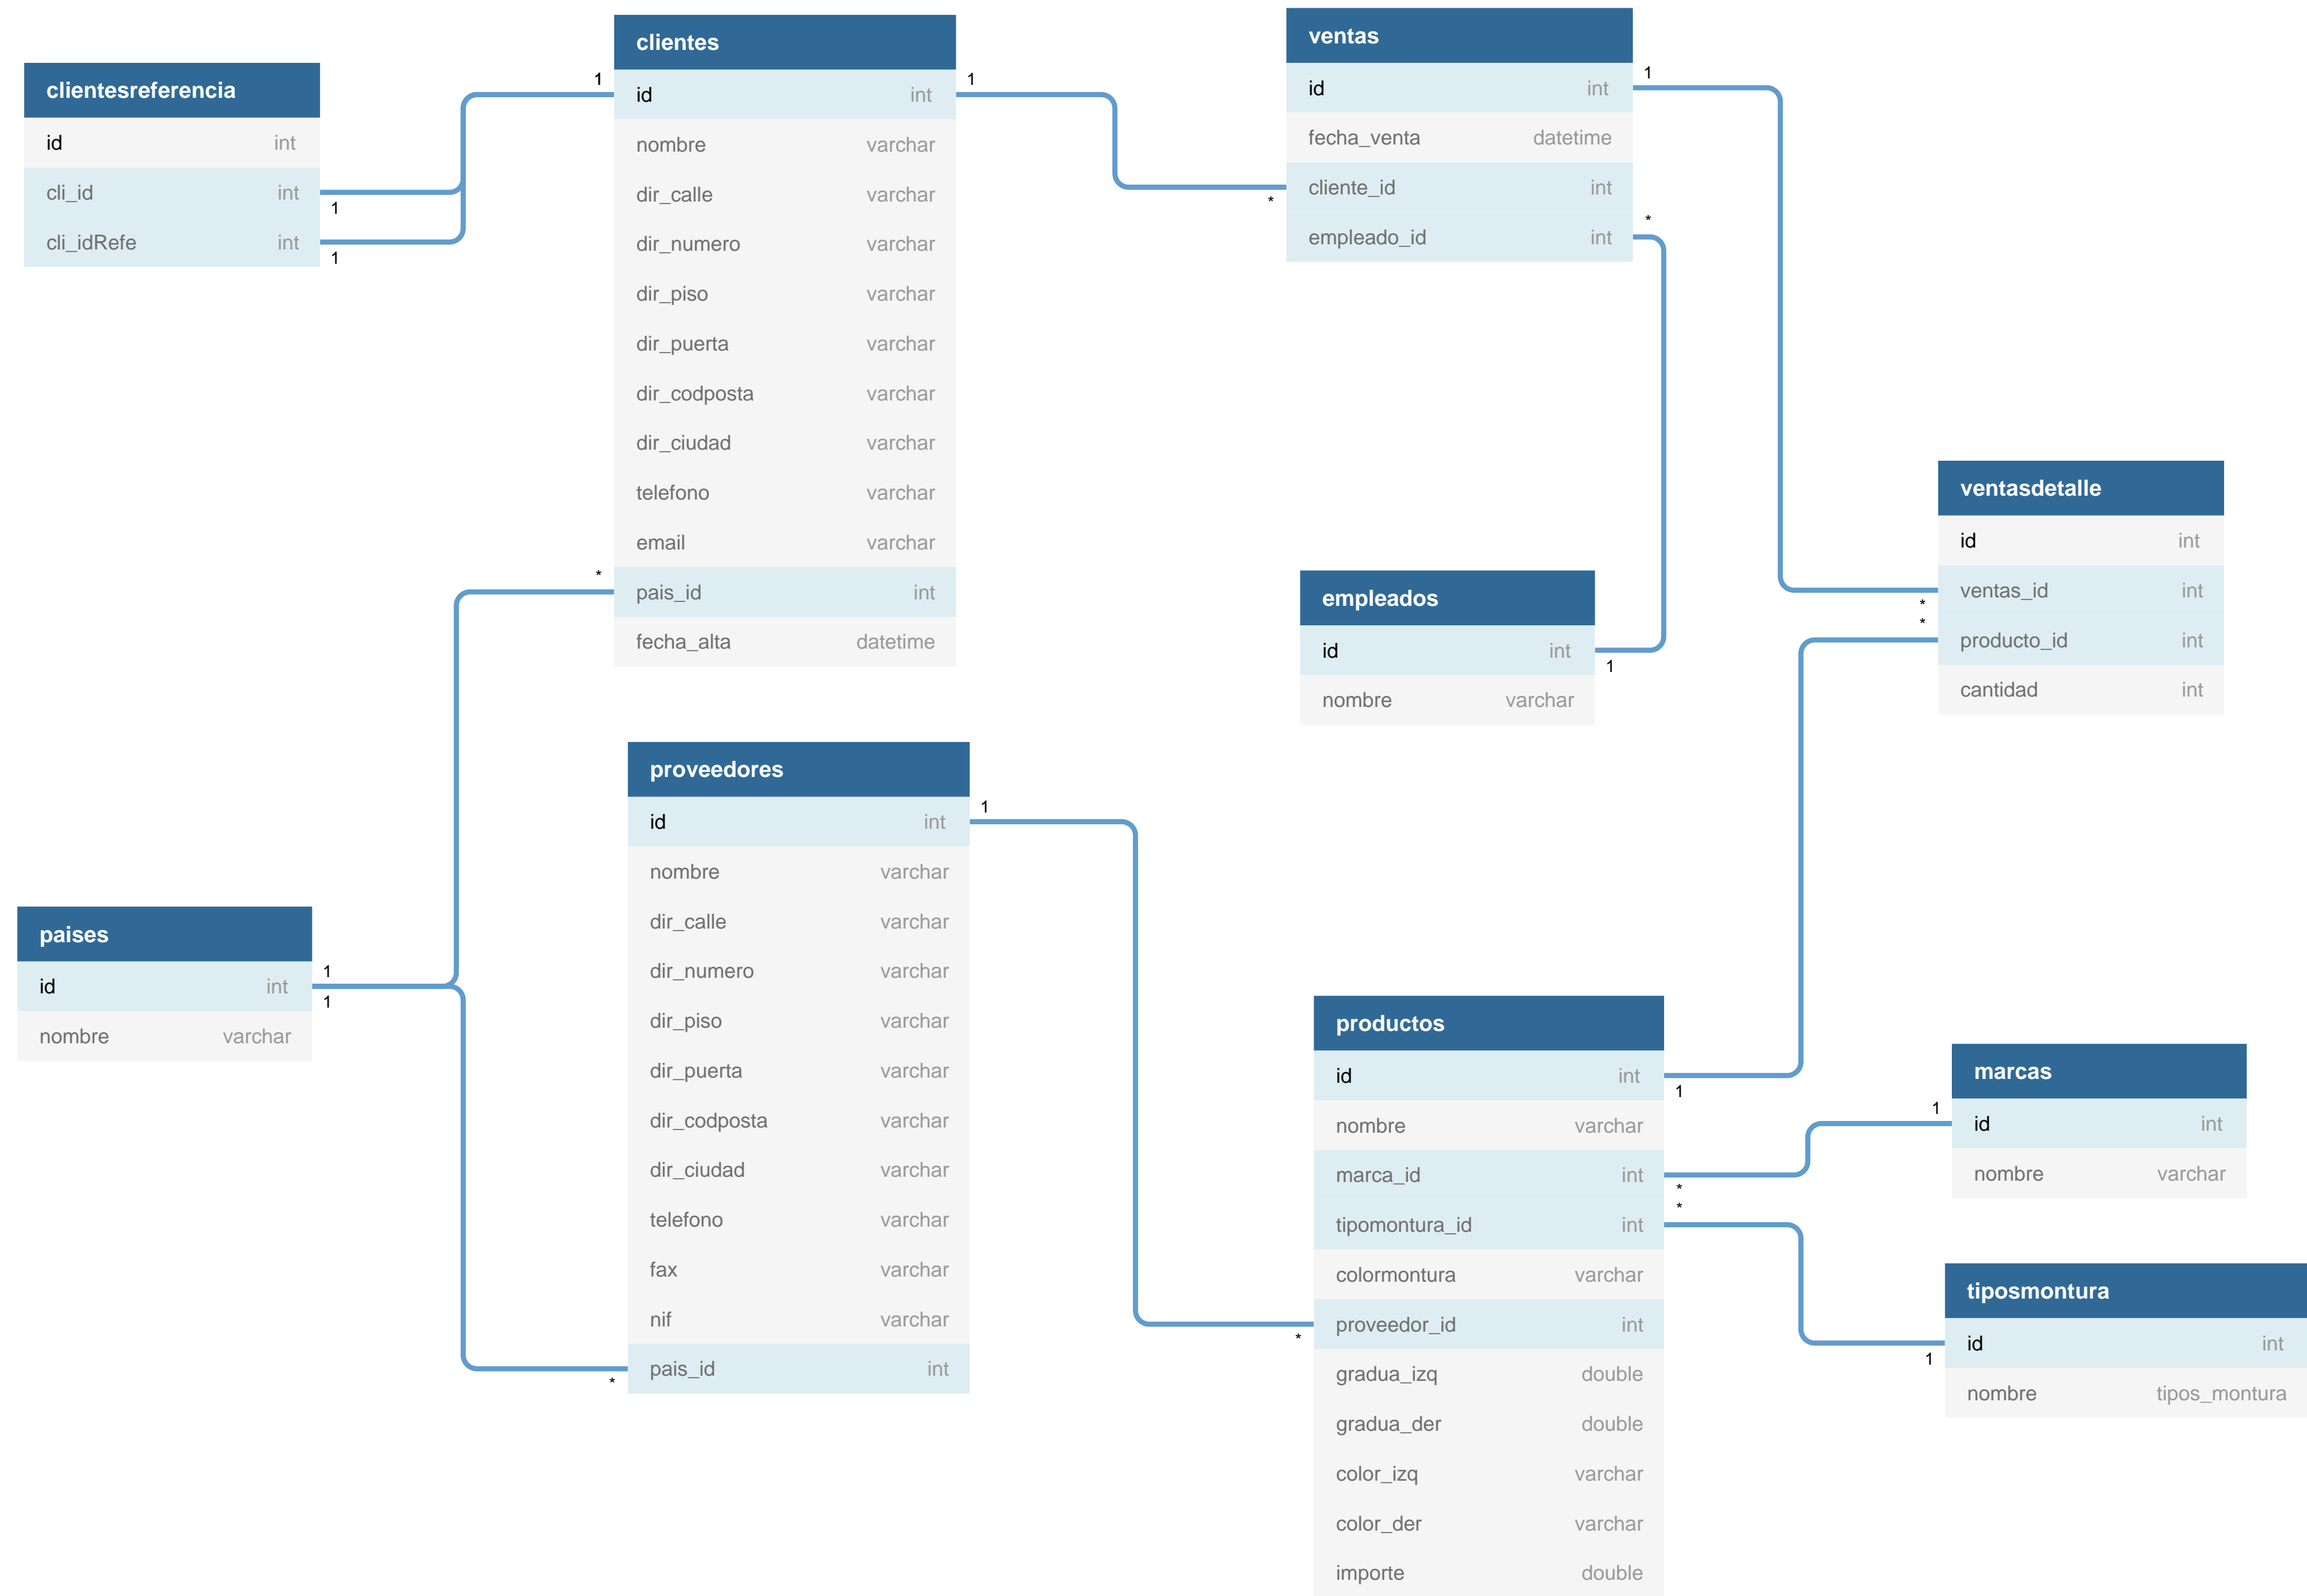 clientesreferencia
id int
cli_id int
cli_idRefe int
1
1
clientes
1
1
id int
nombre varchar
dir_calle varchar
dir_numero varchar
dir_piso varchar
dir_puerta varchar
dir_codposta varchar
dir_ciudad varchar
telefono varchar
email varchar
*
pais_id int
fecha_alta datetime
ventas
id int
1
fecha_venta datetime
cliente_id int
*
*
empleado_id int
empleados
id int
1
nombre varchar
ventasdetalle
id int
ventas_id int
*
*
producto_id int
cantidad int
proveedores
1
id int
nombre varchar
dir_calle varchar
dir_numero varchar
dir_piso varchar
dir_puerta varchar
dir_codposta varchar
dir_ciudad varchar
telefono varchar
fax varchar
nif varchar
pais_id int
*
paises
1
id int
1
nombre varchar
productos
id int
1
nombre varchar
marca_id int
*
*
tipomontura_id int
colormontura varchar
proveedor_id int
*
gradua_izq double
gradua_der double
color_izq varchar
color_der varchar
importe double
marcas
1
id int
nombre varchar
tiposmontura
id int
1
nombre tipos_montura